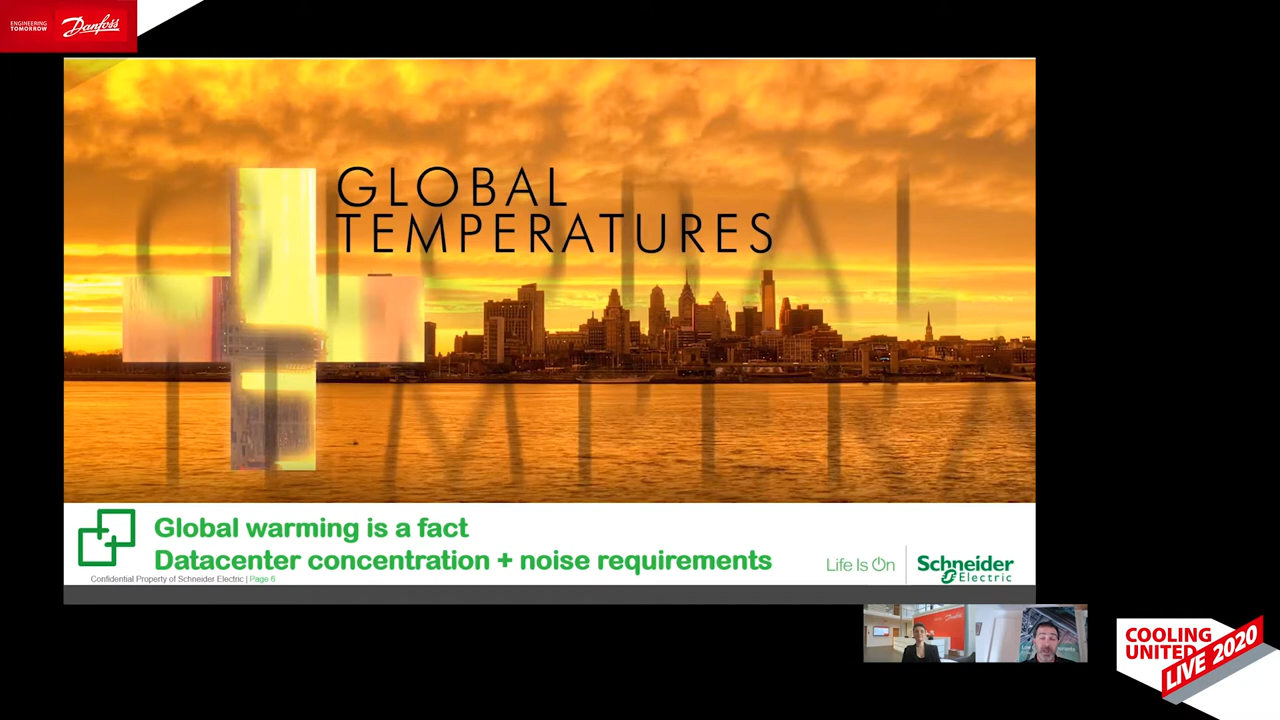 ENGINEERING
TOMORROW
Danfoss
GLOBAL
TEMPERATURES
Global warming is a fact
Datacenter concentration + noise requirements
Confidential Property of Schneider Electric | Page 6
Life Is On
Schneider
Electric
Danfoss
COOLING
UNITED
LIVE 2020